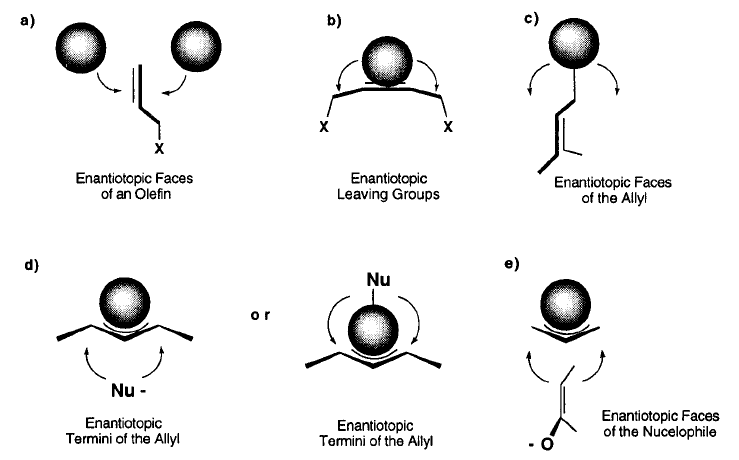 a)
b)
c)
X
X
X
Enantiotopic Faces
of an Olefin
Enantiotopic
Leaving Groups
Enantiotopic Faces
of the Allyl
d)
e)
Nu
or
Nu -
Enantiotopic
Termini of the Allyl
Enantiotopic
Termini of the Allyl
- O
Enantiotopic Faces
of the Nucelophile